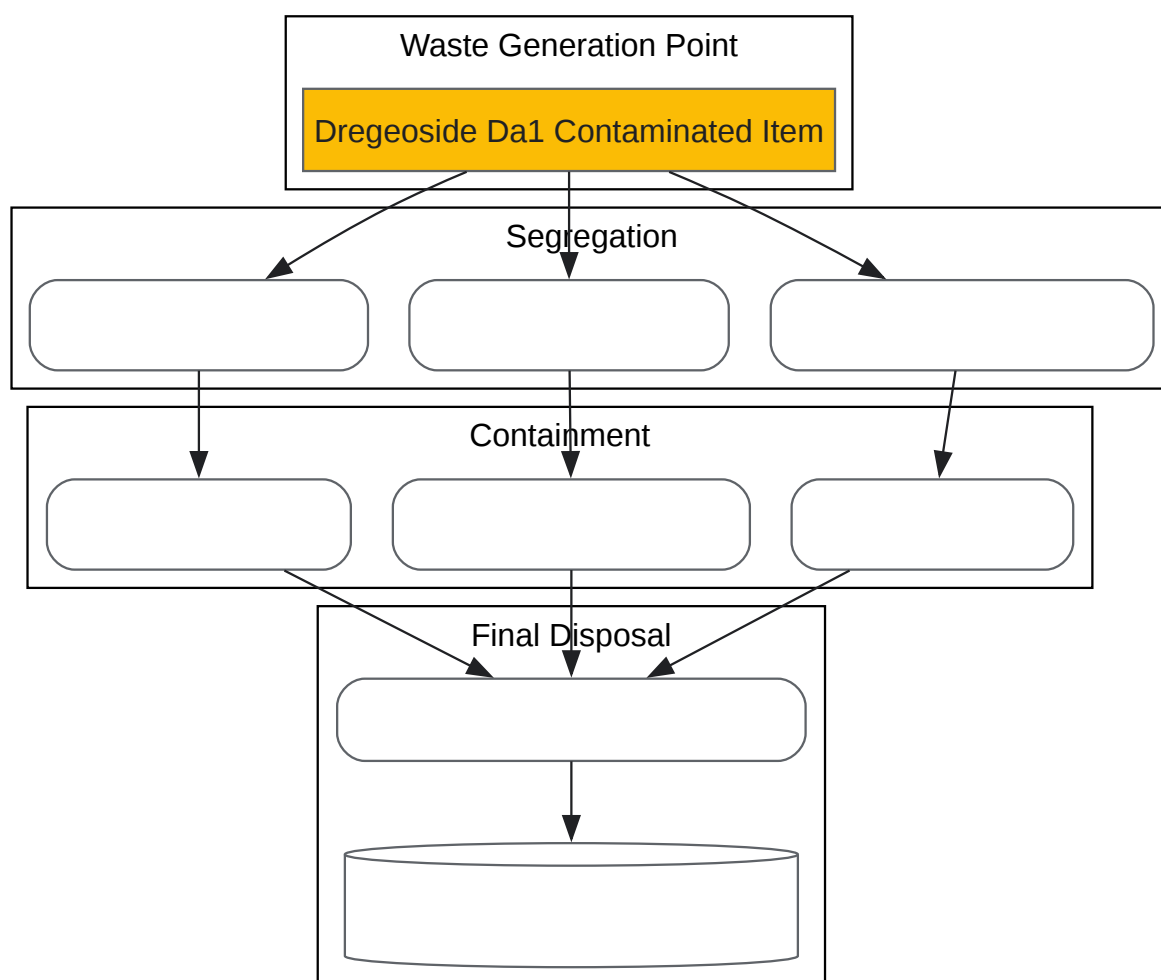 Waste Generation Point
Dregeoside Da1 Contaminated Item
Segregation
Containment
Final Disposal